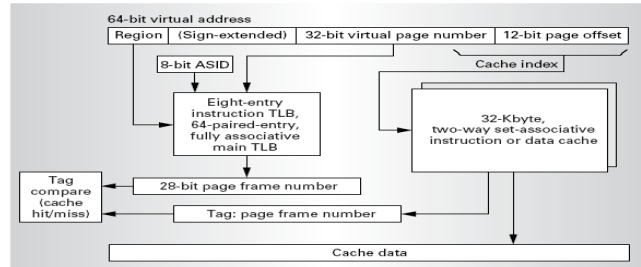 64-bit virtual address
Region
(Sign-extended)
32-bit virtual page number
12-bit page offset
8-bit ASID
Cache index
Eight-entry
instruction TLB,
64-paired-entry,
fully associative
main TLB
32-Kbyte,
two-way set-associative
instruction or data cache
Tag
compare
(cache
hit/miss)
28-bit page frame number
Tag: page frame number
Cache data